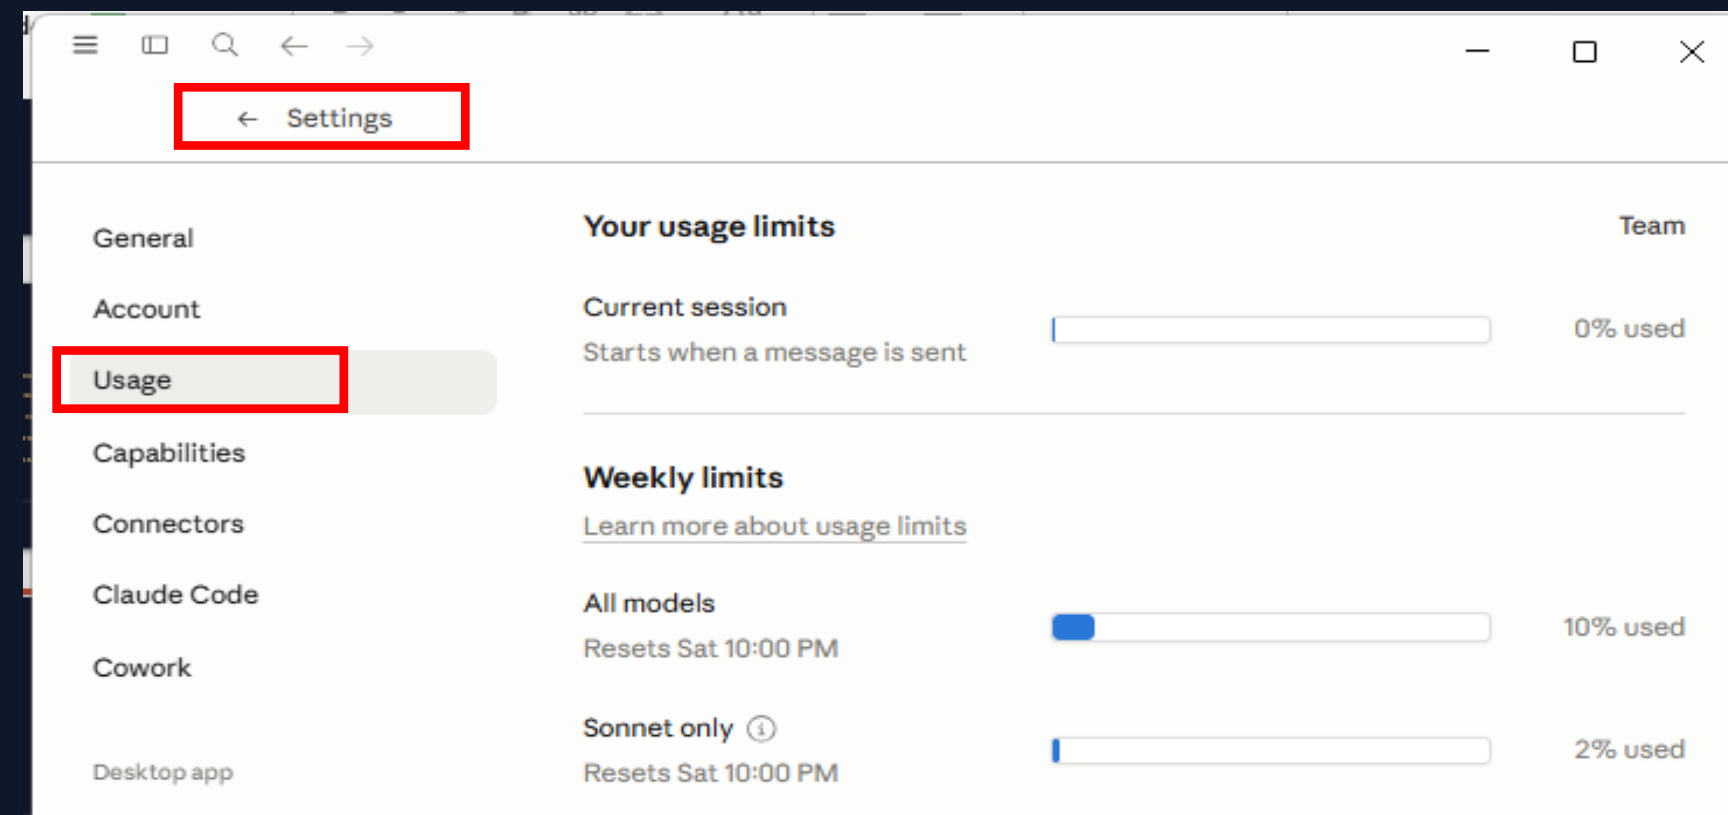 Settings
General
Account
Usage
Capabilities
Connectors
Claude Code
Cowork
Desktop app
Your usage limits
Team
Current session
Starts when a message is sent
0% used
Weekly limits
Learn more about usage limits
All models
Resets Sat 10:00 PM
10% used
Sonnet only
Resets Sat 10:00 PM
2% used